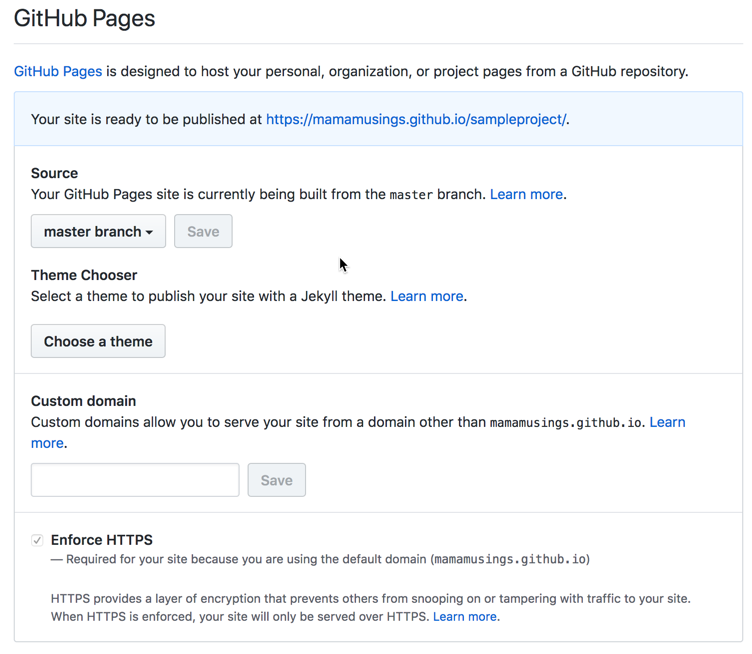 GitHub Pages
GitHub Pages is designed to host your personal, organization, or project pages from a GitHub repository.
Your site is ready to be published at https://mamamusings.github.io/sampleproject/.
Source
Your GitHub Pages site is currently being built from the master branch. Learn more.
master branch Save
Theme Chooser
Select a theme to publish your site with a Jekyll theme. Learn more.
Choose a theme
Custom domain
Custom domains allow you to serve your site from a domain other than mamamusings.github.io. Learn
more.
Save
Enforce HTTPS
— Required for your site because you are using the default domain (mamamusings.github.io)
HTTPS provides a layer of encryption that prevents others from snooping on or tampering with traffic to your site.
When HTTPS is enforced, your site will only be served over HTTPS. Learn more.